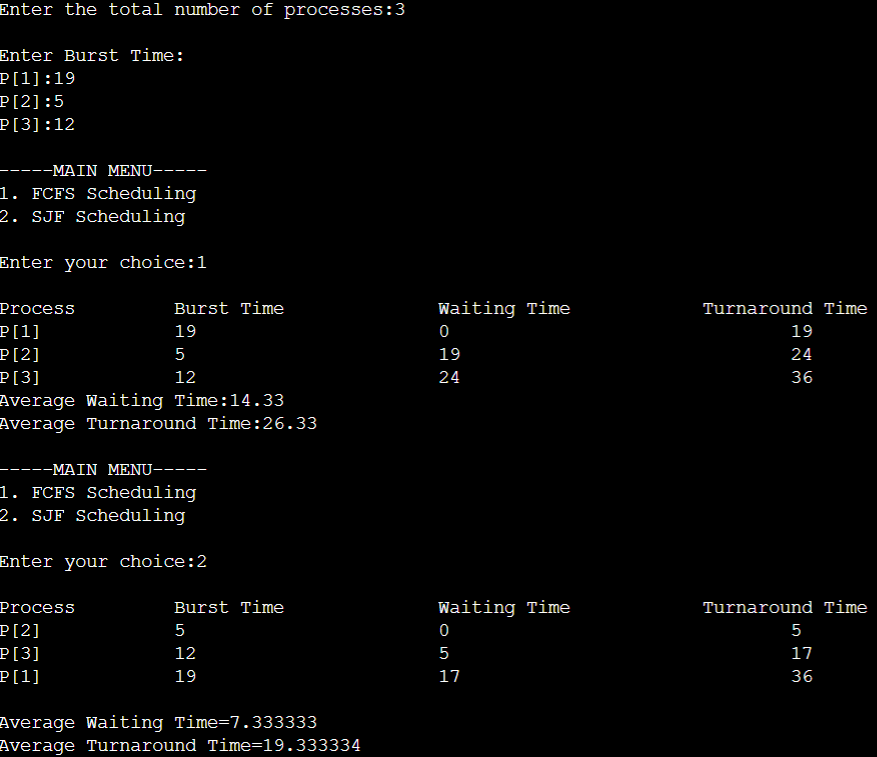 Enter the total number of processes:3
Enter Burst Time:
P[1]:19
P[2]:5
P[3]:12
-----MAIN MENU-----
1. FCFS Scheduling
2. SJF Scheduling
Enter your choice:1
Process Burst Time Waiting Time Turnaround Time
P[1] 19 0 19
P[2] 5 19 24
P[3] 12 24 36
Average Waiting Time:14.33
Average Turnaround Time:26.33
-----MAIN MENU-----
1. FCFS Scheduling
2. SJF Scheduling
Enter your choice:2
Process Burst Time Waiting Time Turnaround Time
P[2] 5 0 5
P[3] 12 5 17
P[1] 19 17 36
Average Waiting Time=7.333333
Average Turnaround Time=19.333334